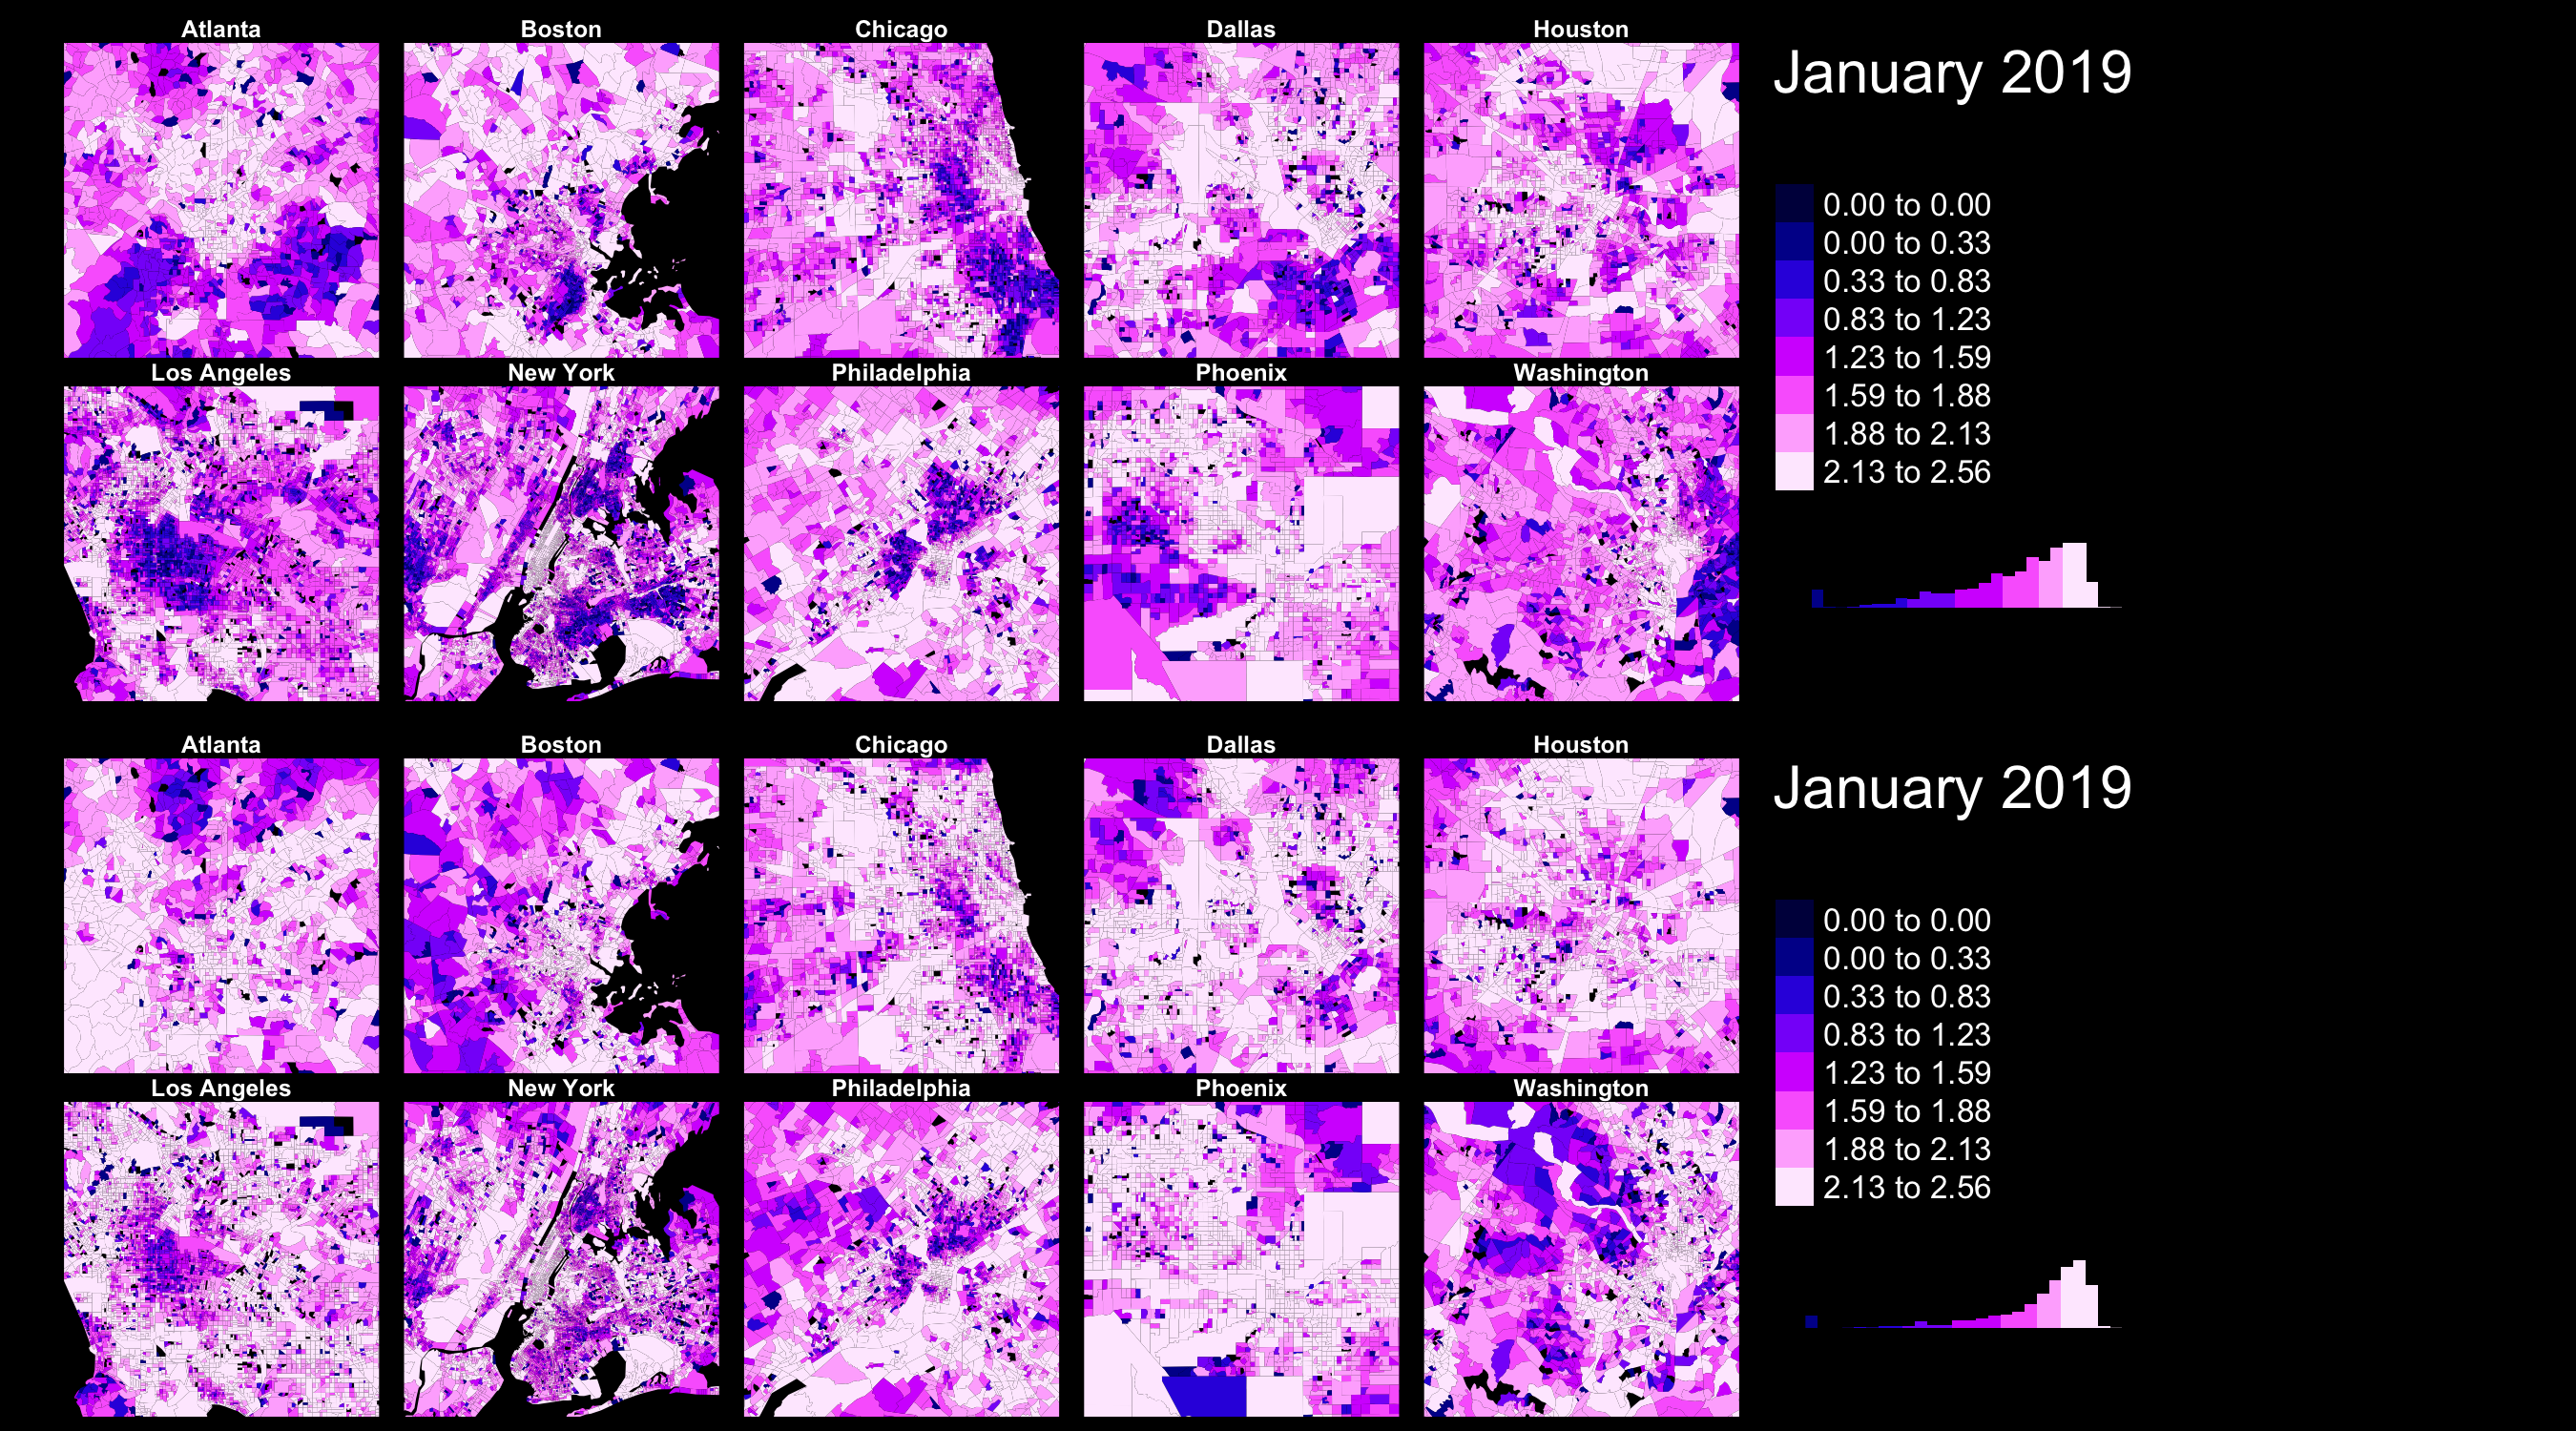 Atlanta
Boston
Chicago
Dallas
Houston
January 2019
0.00 to 0.00
0.00 to 0.33
0.33 to 0.83
0.83 to 1.23
1.23 to 1.59
1.59 to 1.88
1.88 to 2.13
2.13 to 2.56
Los Angeles
New York
Philadelphia
Phoenix
Washington
Atlanta
Boston
Chicago
Dallas
Houston
January 2019
0.00 to 0.00
0.00 to 0.33
0.33 to 0.83
0.83 to 1.23
1.23 to 1.59
1.59 to 1.88
1.88 to 2.13
2.13 to 2.56
Los Angeles
New York
Philadelphia
Phoenix
Washington